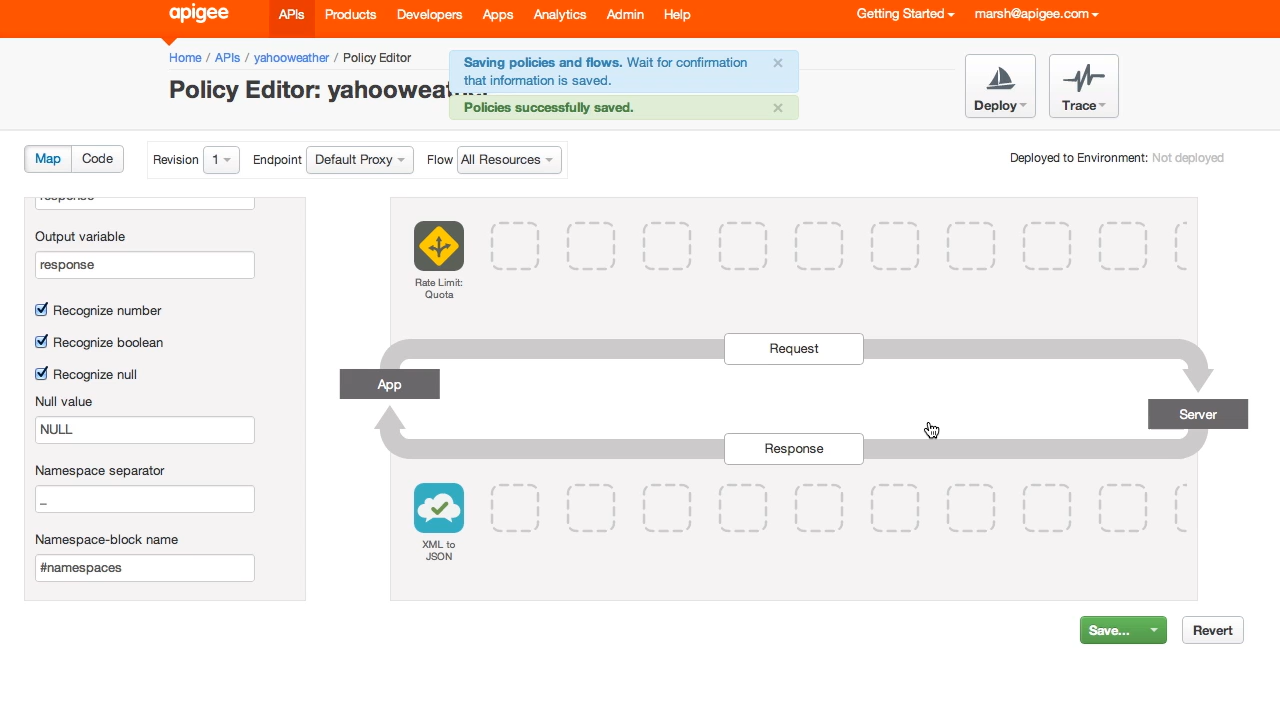 apigee
APIs
Products
Developers
Apps
Analytics
Admin
Help
Getting Started
marsh@apigee.com
Home / APIs / yahooweather / Policy Editor
Policy Editor: yahooweather
Saving policies and flows. Wait for confirmation
that information is saved.
Policies successfully saved.
Deploy
Trace
Map
Code
Revision
1
Endpoint
Default Proxy
Flow
All Resources
Deployed to Environment: Not deployed
response
Output variable
response
Recognize number
Recognize boolean
Recognize null
Null value
NULL
Namespace separator
_
Namespace-block name
#namespaces
Rate Limit:
Quota
Request
App
Server
Response
XML to
JSON
Save...
Revert